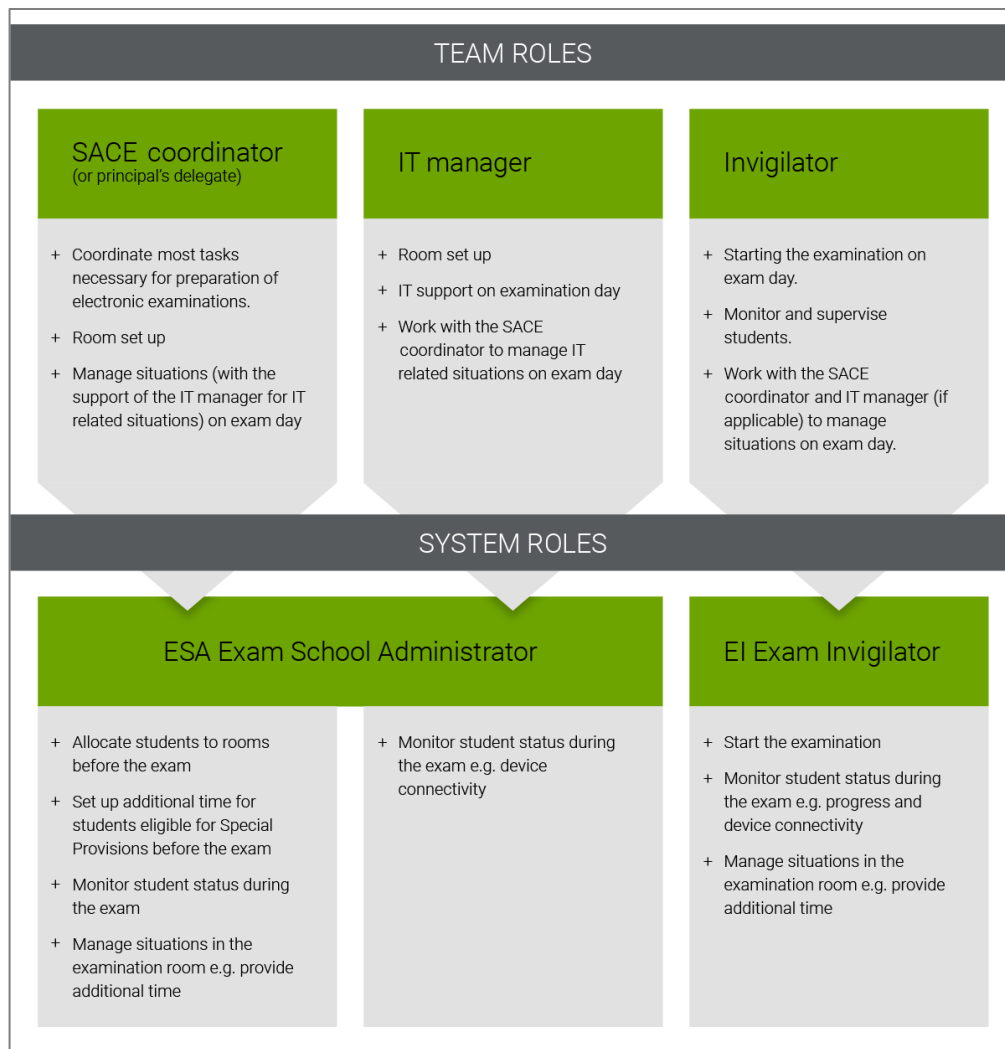 TEAM ROLES
SACE coordinator
(or principal's delegate)
+ Coordinate most tasks
necessary for preparation of
electronic examinations.
+ Room set up
+ Manage situations (with the
support of the IT manager for IT
related situations) on exam day
IT manager
+ Room set up
+ IT support on examination day
+ Work with the SACE
coordinator to manage IT
related situations on exam day
Invigilator
+ Starting the examination on
exam day.
+ Monitor and supervise
students.
+ Work with the SACE
coordinator and IT manager (if
applicable) to manage
situations on exam day.
SYSTEM ROLES
ESA Exam School Administrator
+ Allocate students to rooms
before the exam
+ Set up additional time for
students eligible for Special
Provisions before the exam
+ Monitor student status during
the exam
+ Manage situations in the
examination room e.g. provide
additional time
+ Monitor student status during
the exam e.g. device
connectivity
EI Exam Invigilator
+ Start the examination
+ Monitor student status during
the exam e.g. progress and
device connectivity
+ Manage situations in the
examination room e.g. provide
additional time